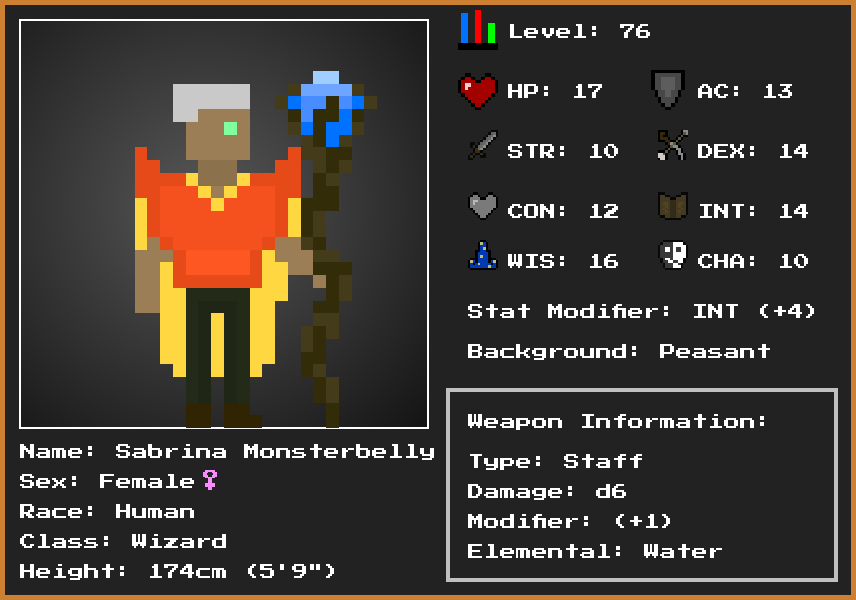 Level: 76
HP: 17 AC: 13
STR: 10 DEX: 14
CON: 12 INT: 14
WIS: 16 CHA: 10
Stat Modifier: INT (+4)
Background: Peasant
Weapon Information:
Type: Staff
Damage: d6
Modifier: (+1)
Elemental: Water
Name: Sabrina Monsterbelly
Sex: Female♀
Race: Human
Class: Wizard
Height: 174cm (5'9")